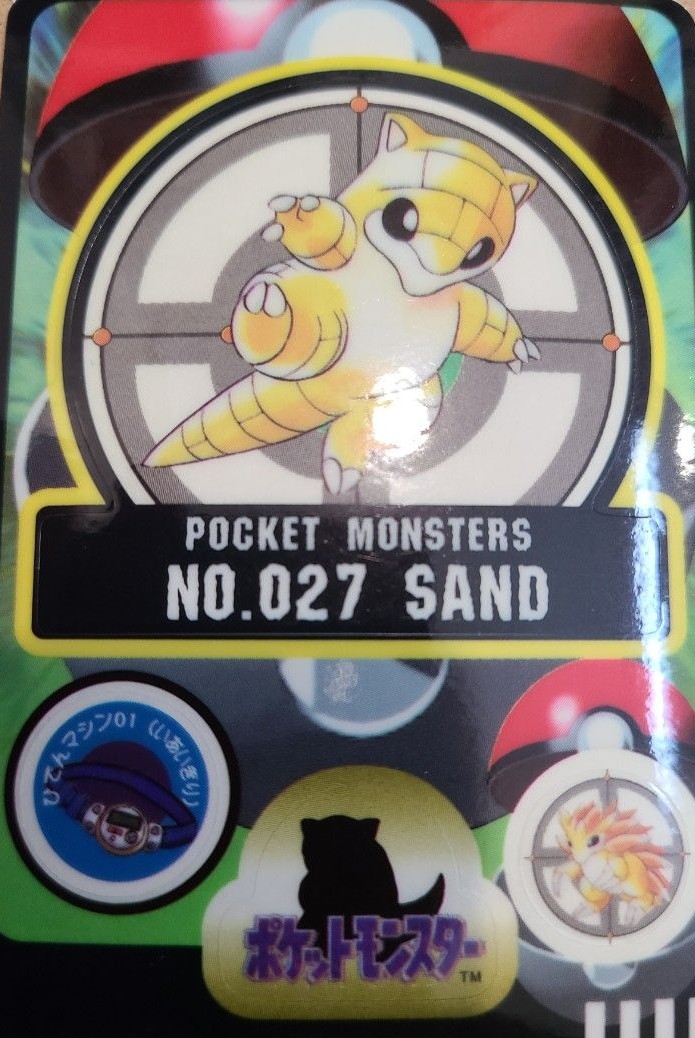 POCKET MONSTERS
NO.027 SAND
ひでんマシン01 (いあいぎり)
ポケットモンスター
TM